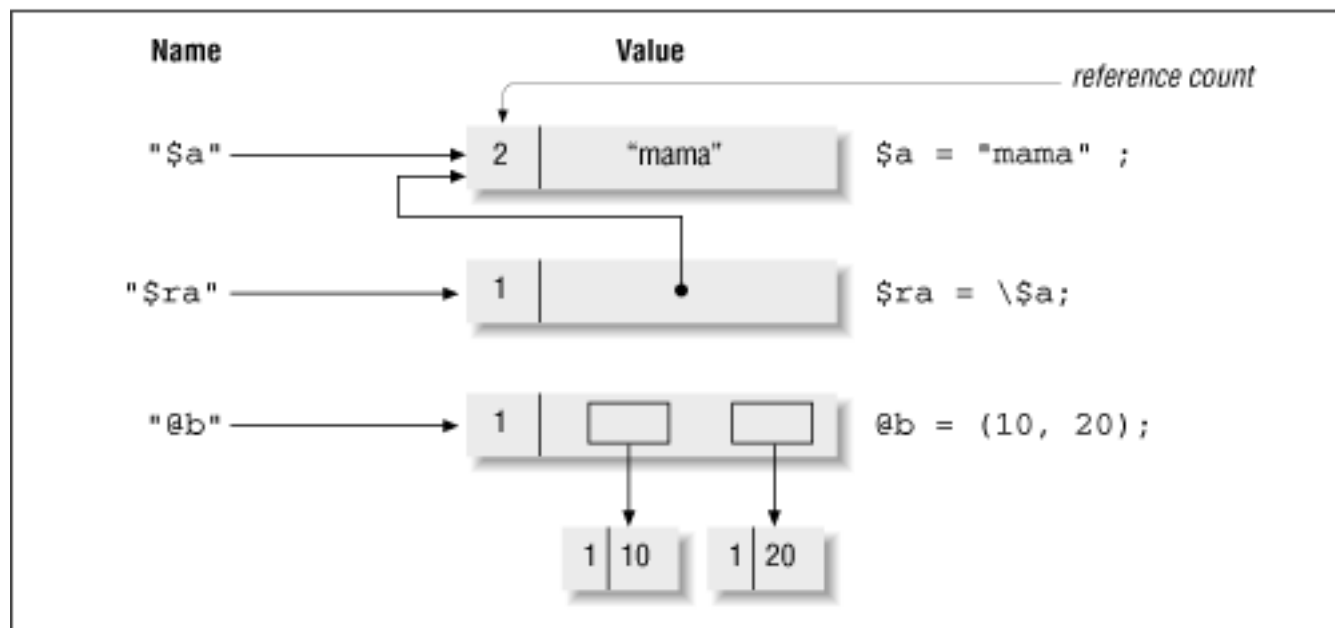 Name Value
reference count
"$a" 2 “mama” $a = "mama" ;
"$ra" 1 $ra = \$a;
"@b" 1 @b = (10, 20);
1 10 1 20